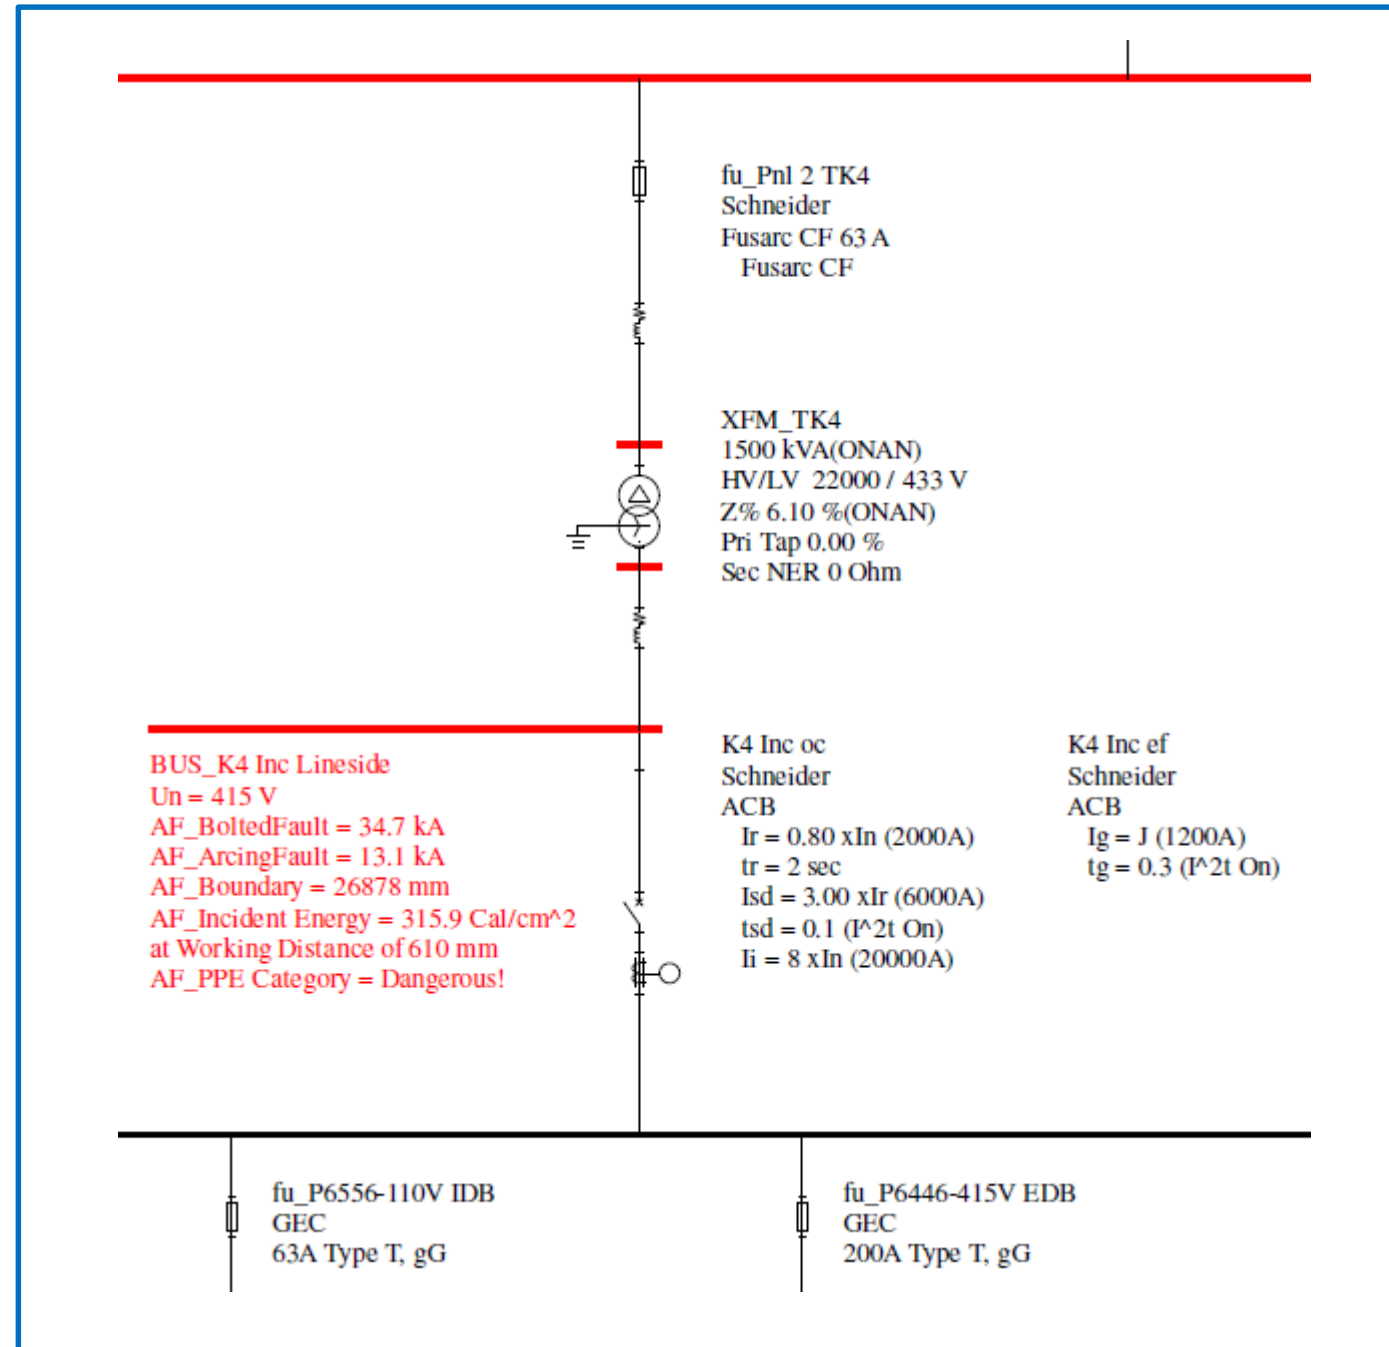 fu_Pnl 2 TK4
Schneider
Fusarc CF 63 A
Fusarc CF
XFM_TK4
1500 kVA(ONAN)
HV/LV 22000 / 433 V
Z% 6.10 %(ONAN)
Pri Tap 0.00 %
Sec NER 0 Ohm
BUS_K4 Inc Lineside
Un = 415 V
AF_BoltedFault = 34.7 kA
AF_ArcingFault = 13.1 kA
AF_Boundary = 26878 mm
AF_Incident Energy = 315.9 Cal/cm^2
at Working Distance of 610 mm
AF_PPE Category = Dangerous!
K4 Inc oc
Schneider
ACB
Ir = 0.80 xIn (2000A)
tr = 2 sec
Isd = 3.00 xIr (6000A)
tsd = 0.1 (I^2t On)
Ii = 8 xIn (20000A)
K4 Inc ef
Schneider
ACB
Ig = J (1200A)
tg = 0.3 (I^2t On)
fu_P6556-110V IDB
GEC
63A Type T, gG
fu_P6446-415V EDB
GEC
200A Type T, gG